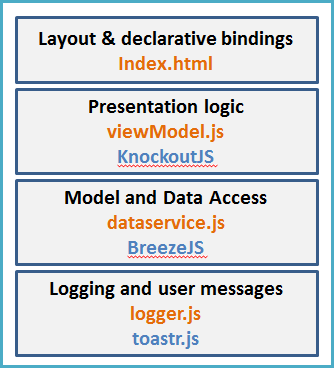 Layout & declarative bindings
Index.html
Presentation logic
viewModel.js
KnockoutJS
Model and Data Access
dataservice.js
BreezeJS
Logging and user messages
logger.js
toastr.js